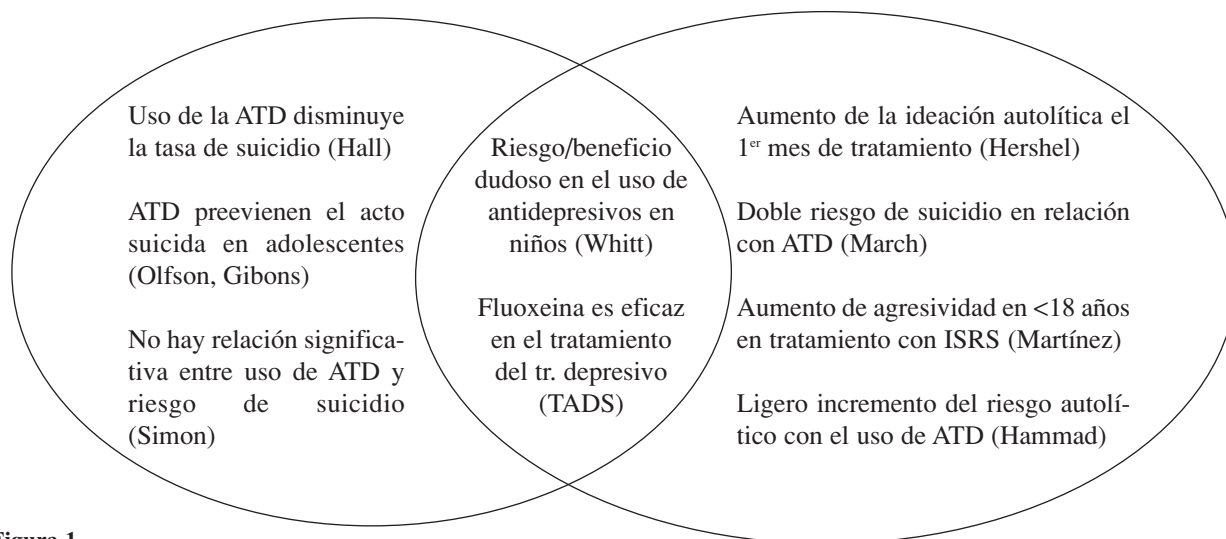 Uso de la ATD disminuye
la tasa de suicidio (Hall)
ATD preevienen el acto
suicida en adolescentes
(Olfson, Gibons)
No hay relación significa-
tiva entre uso de ATD y
riesgo de suicidio
(Simon)
Riesgo/beneficio
dudoso en el uso de
antidepresivos en
niños (Whitt)
Fluoxeina es eficaz
en el tratamiento
del tr. depresivo
(TADS)
Aumento de la ideación autolítica el
1er mes de tratamiento (Hershel)
Doble riesgo de suicidio en relación
con ATD (March)
Aumento de agresividad en <18 años
en tratamiento con ISRS (Martínez)
Ligero incremento del riesgo autolí-
tico con el uso de ATD (Hammad)